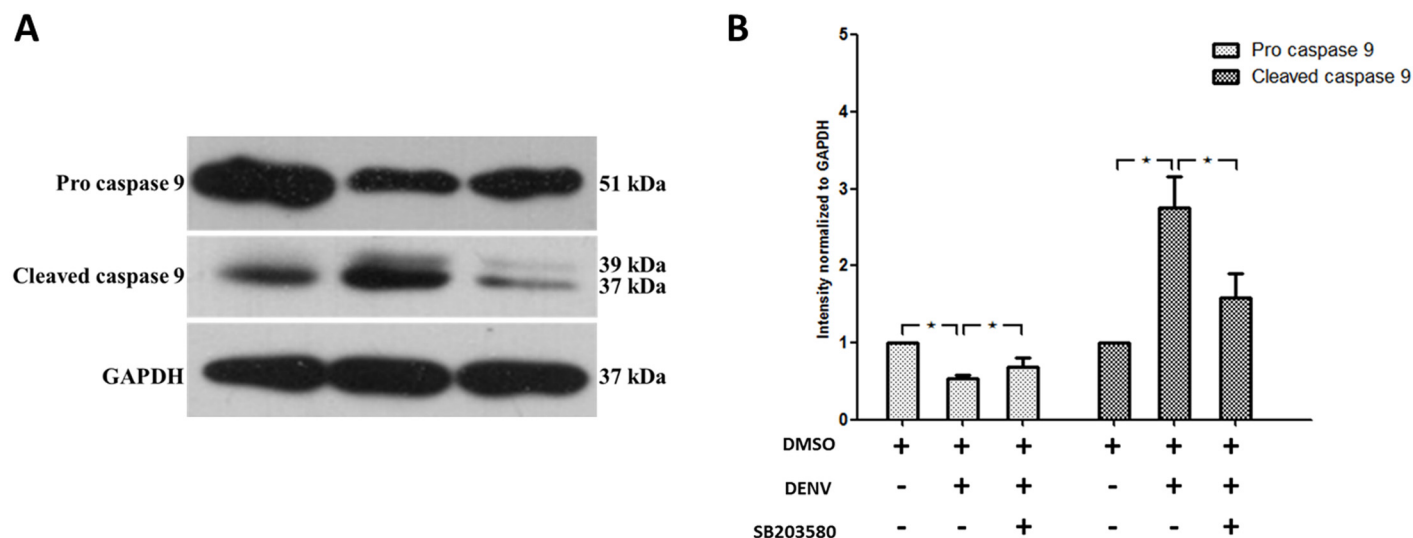 A
Pro caspase 9 51 kDa
Cleaved caspase 9 39 kDa
37 kDa
GAPDH 37 kDa
B
Pro caspase 9
Cleaved caspase 9
Intensity normalized to GAPDH
5
4
3
2
1
0
* *
* *
DMSO + + + + + +
DENV - + + - + +
SB203580 - - + - - +